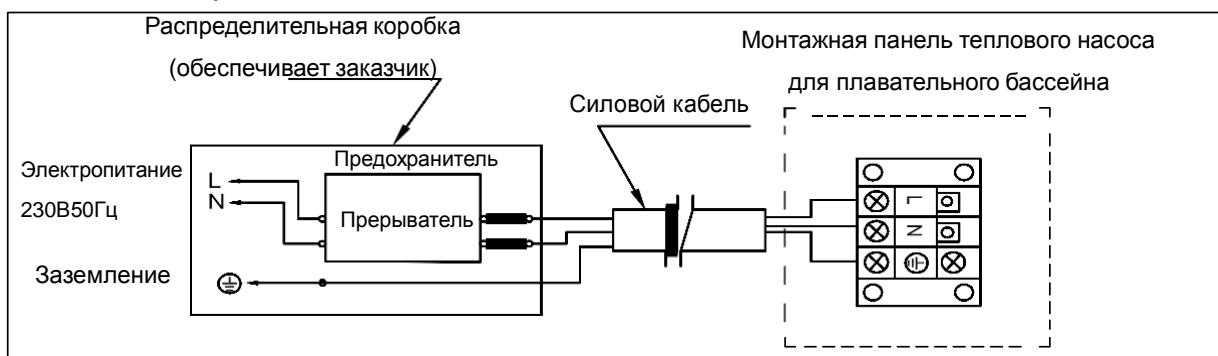 Распределительная коробка
(обеспечивает заказчик)
Монтажная панель теплового насоса
для плавательного бассейна
Силовой кабель
Электропитание
230В50Гц
Заземление
L
N
Предохранитель
Прерыватель
L
N